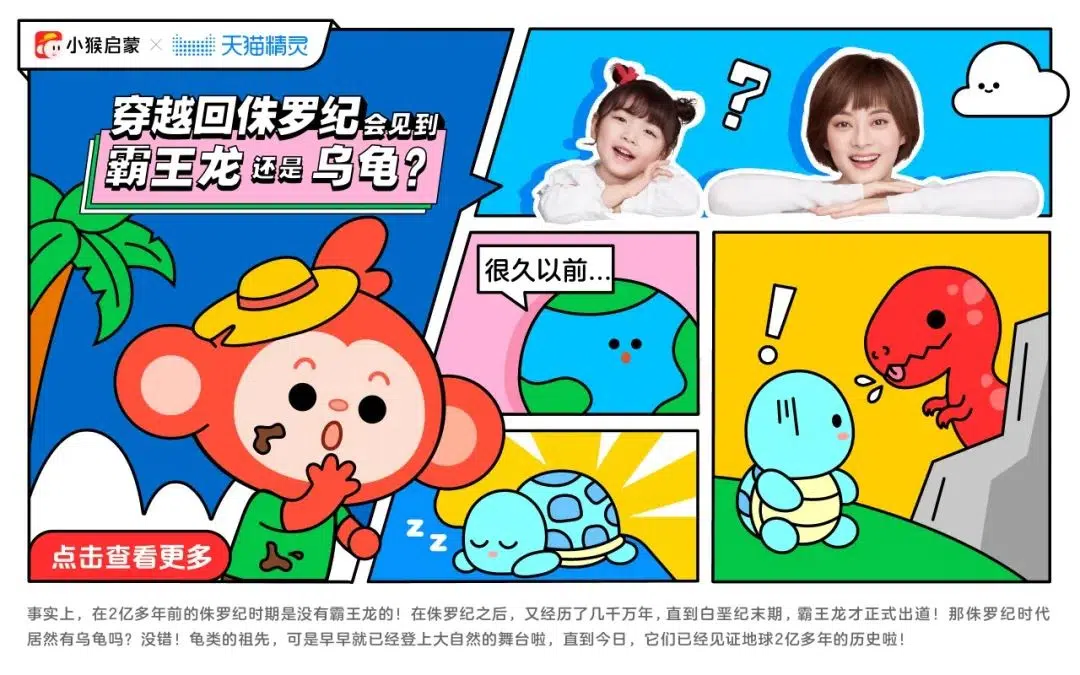 小猴启蒙 × 天猫精灵
穿越回侏罗纪会见到
霸王龙还是乌龟?
?
很久以前...
!
z z
点击查看更多
事实上，在2亿多年前的侏罗纪时期是没有霸王龙的！在侏罗纪之后，又经历了几千万年，直到白垩纪末期，霸王龙才正式出道！那侏罗纪时代
居然有乌龟吗？没错！龟类的祖先，可是早早就已经登上大自然的舞台啦，直到今日，它们已经见证地球2亿多年的历史啦！